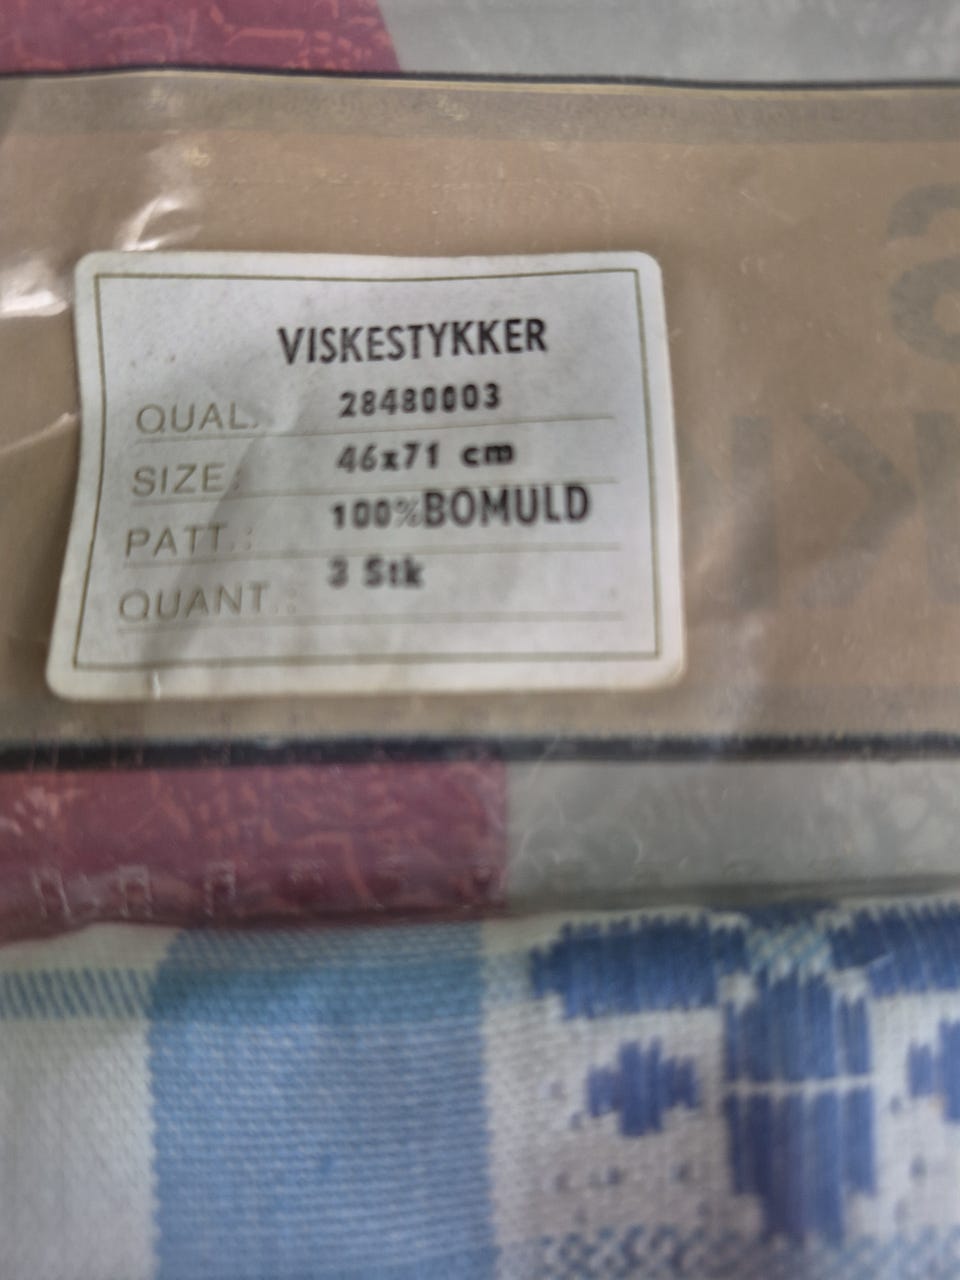 VISKESTYKKER
QUAL. 28480003
SIZE: 46x71 cm
PATT.: 100%BOMULD
QUANT.: 3 Stk